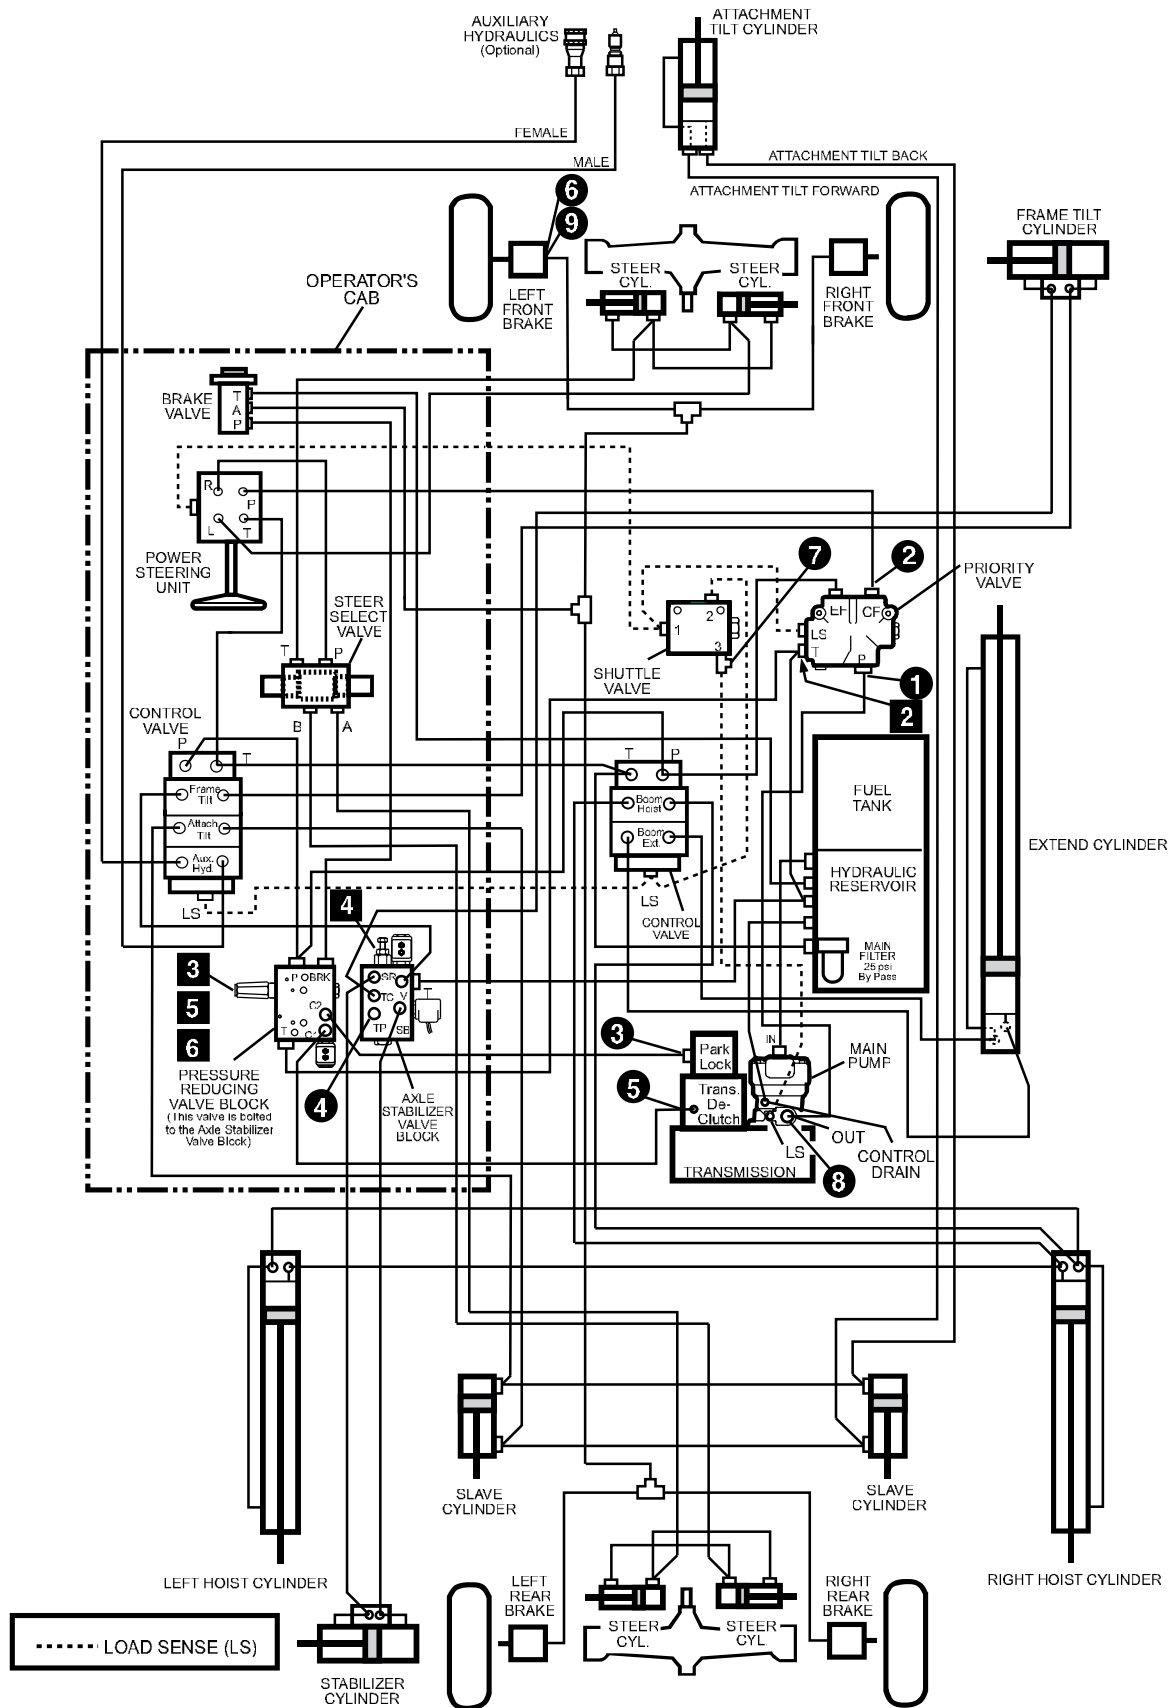 AUXILIARY
HYDRAULICS
(Optional)
ATTACHMENT
TILT CYLINDER
FEMALE
MALE
ATTACHMENT TILT BACK
ATTACHMENT TILT FORWARD
6
9
FRAME TILT
CYLINDER
OPERATOR'S
CAB
LEFT
FRONT
BRAKE
STEER
CYL.
STEER
CYL.
RIGHT
FRONT
BRAKE
BRAKE
VALVE
T
A
P
R
P
L
T
POWER
STEERING
UNIT
STEER
SELECT
VALVE
T
P
B
A
7
2
PRIORITY
VALVE
1
2
3
SHUTTLE
VALVE
EF
CF
LS
T
P
1
2
CONTROL
VALVE
P
T
Frame
Tilt
Attach
Tilt
Aux.
Hyd.
LS
T
P
Boom
Hoist
Boom
Ext.
LS
CONTROL
VALVE
FUEL
TANK
HYDRAULIC
RESERVOIR
MAIN
FILTER
25 psi
By Pass
EXTEND CYLINDER
4
3
5
6
P
BRK
C2
T
C1
SR
TC
V
T
TP
SB
PRESSURE
REDUCING
VALVE BLOCK
(This valve is bolted
to the Axle Stabilizer
Valve Block)
4
AXLE
STABILIZER
VALVE
BLOCK
3
Park
Lock
5
Trans.
De-
Clutch
IN
MAIN
PUMP
OUT
LS
CONTROL
DRAIN
TRANSMISSION
8
SLAVE
CYLINDER
SLAVE
CYLINDER
LEFT HOIST CYLINDER
RIGHT HOIST CYLINDER
LEFT
REAR
BRAKE
STEER
CYL.
STEER
CYL.
RIGHT
REAR
BRAKE
LOAD SENSE (LS)
STABILIZER
CYLINDER